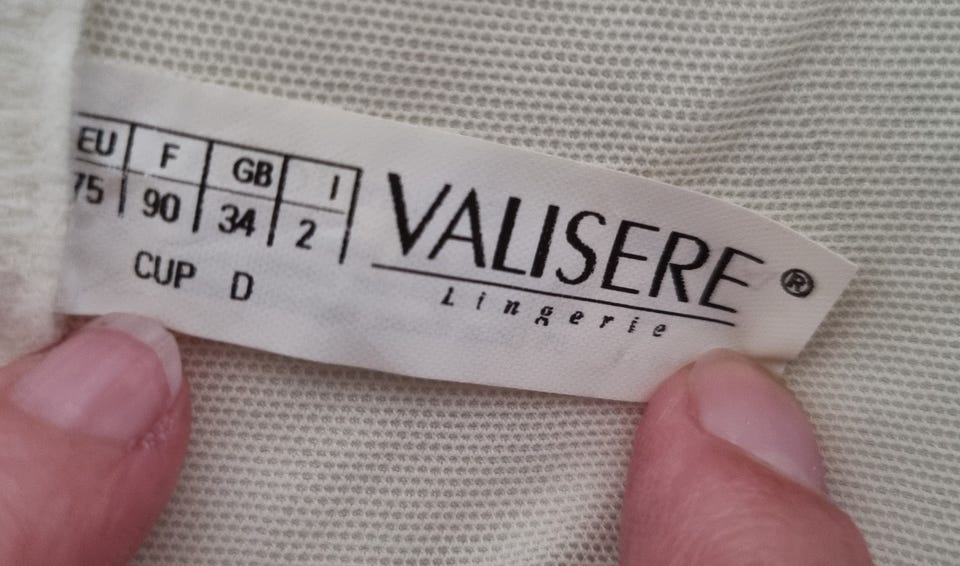 EU F GB I
75 90 34 2
CUP D
VALISERE ®
Lingerie